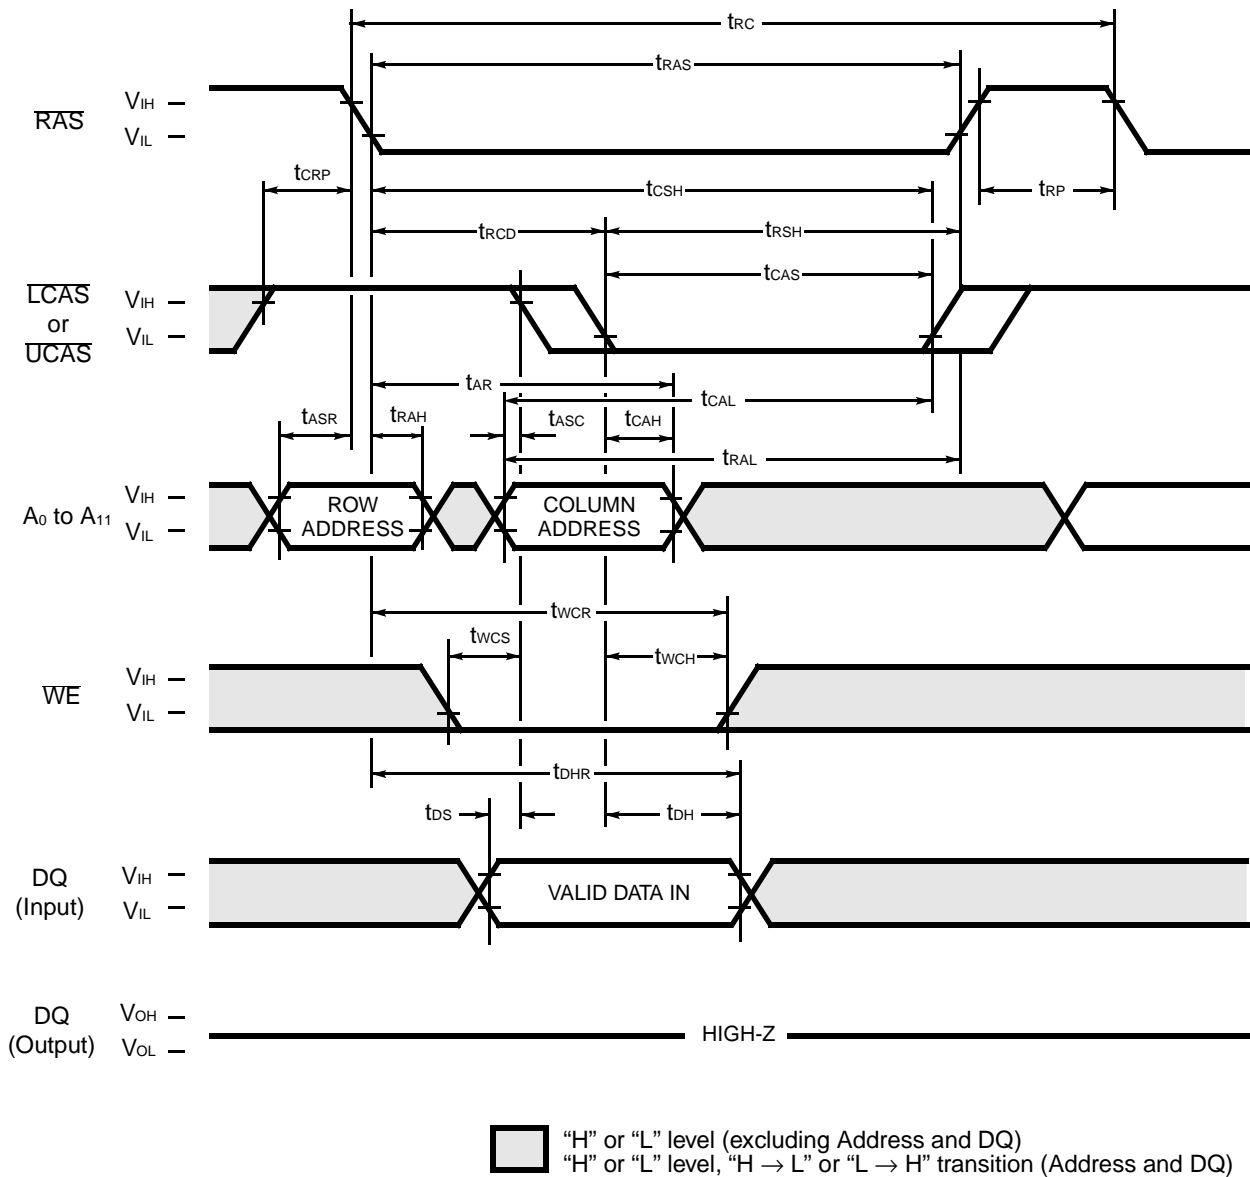 tRC
tRAS
RAS
VIH
VIL
tCRP
tCSH
tRP
tRCD
tRSH
tCAS
LCAS
or
UCAS
VIH
VIL
tAR
tCAL
tASR
tRAH
tASC
tCAH
tRAL
A0 to A11
VIH
VIL
ROW
ADDRESS
COLUMN
ADDRESS
tWCR
tWCS
tWCH
WE
VIH
VIL
tDHR
tDS
tDH
DQ
(Input)
VIH
VIL
VALID DATA IN
DQ
(Output)
VOH
VOL
HIGH-Z
“H” or “L” level (excluding Address and DQ)
“H” or “L” level, “H → L” or “L → H” transition (Address and DQ)